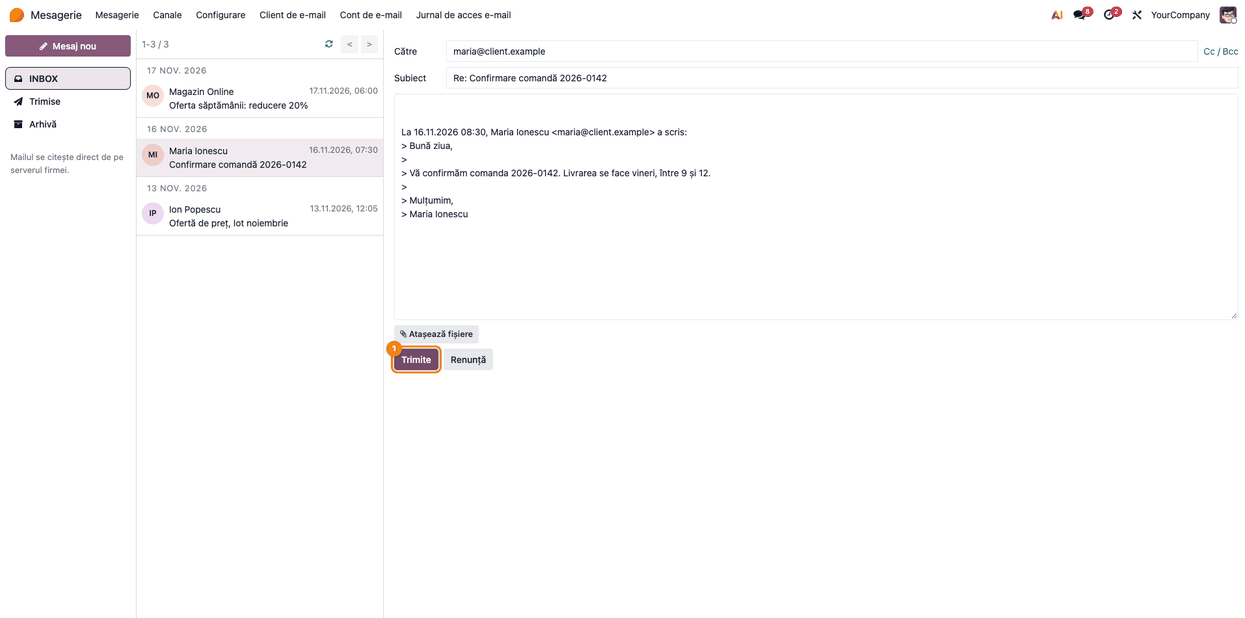 Mesagerie Mesagerie Canale Configurare Client de e-mail Cont de e-mail Jurnal de acces e-mail AI 8 2 YourCompany
Mesaj nou
INBOX
Trimise
Arhivă
Mailul se citește direct de pe
serverul firmei.
1-3 / 3 < >
17 NOV. 2026
MO Magazin Online 17.11.2026, 06:00
Oferta săptămânii: reducere 20%
16 NOV. 2026
MI Maria Ionescu 16.11.2026, 07:30
Confirmare comandă 2026-0142
13 NOV. 2026
IP Ion Popescu 13.11.2026, 12:05
Ofertă de preț, lot noiembrie
Către maria@client.example Cc / Bcc
Subiect Re: Confirmare comandă 2026-0142
La 16.11.2026 08:30, Maria Ionescu <maria@client.example> a scris:
> Bună ziua,
>
> Vă confirmăm comanda 2026-0142. Livrarea se face vineri, între 9 și 12.
>
> Mulțumim,
> Maria Ionescu
Atașează fișiere
1
Trimite Renunță